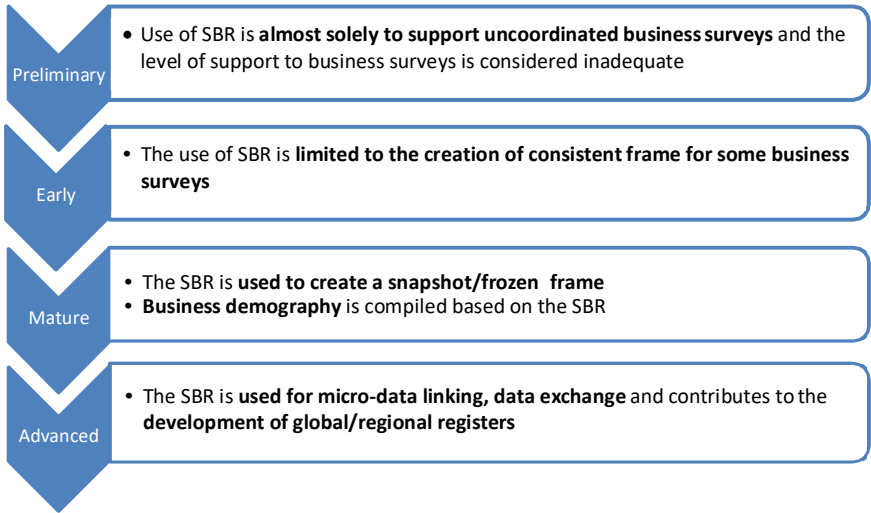 Preliminary
• Use of SBR is almost solely to support uncoordinated business surveys and the
level of support to business surveys is considered inadequate
Early
• The use of SBR is limited to the creation of consistent frame for some business
surveys
Mature
• The SBR is used to create a snapshot/frozen frame
• Business demography is compiled based on the SBR
Advanced
• The SBR is used for micro-data linking, data exchange and contributes to the
development of global/regional registers